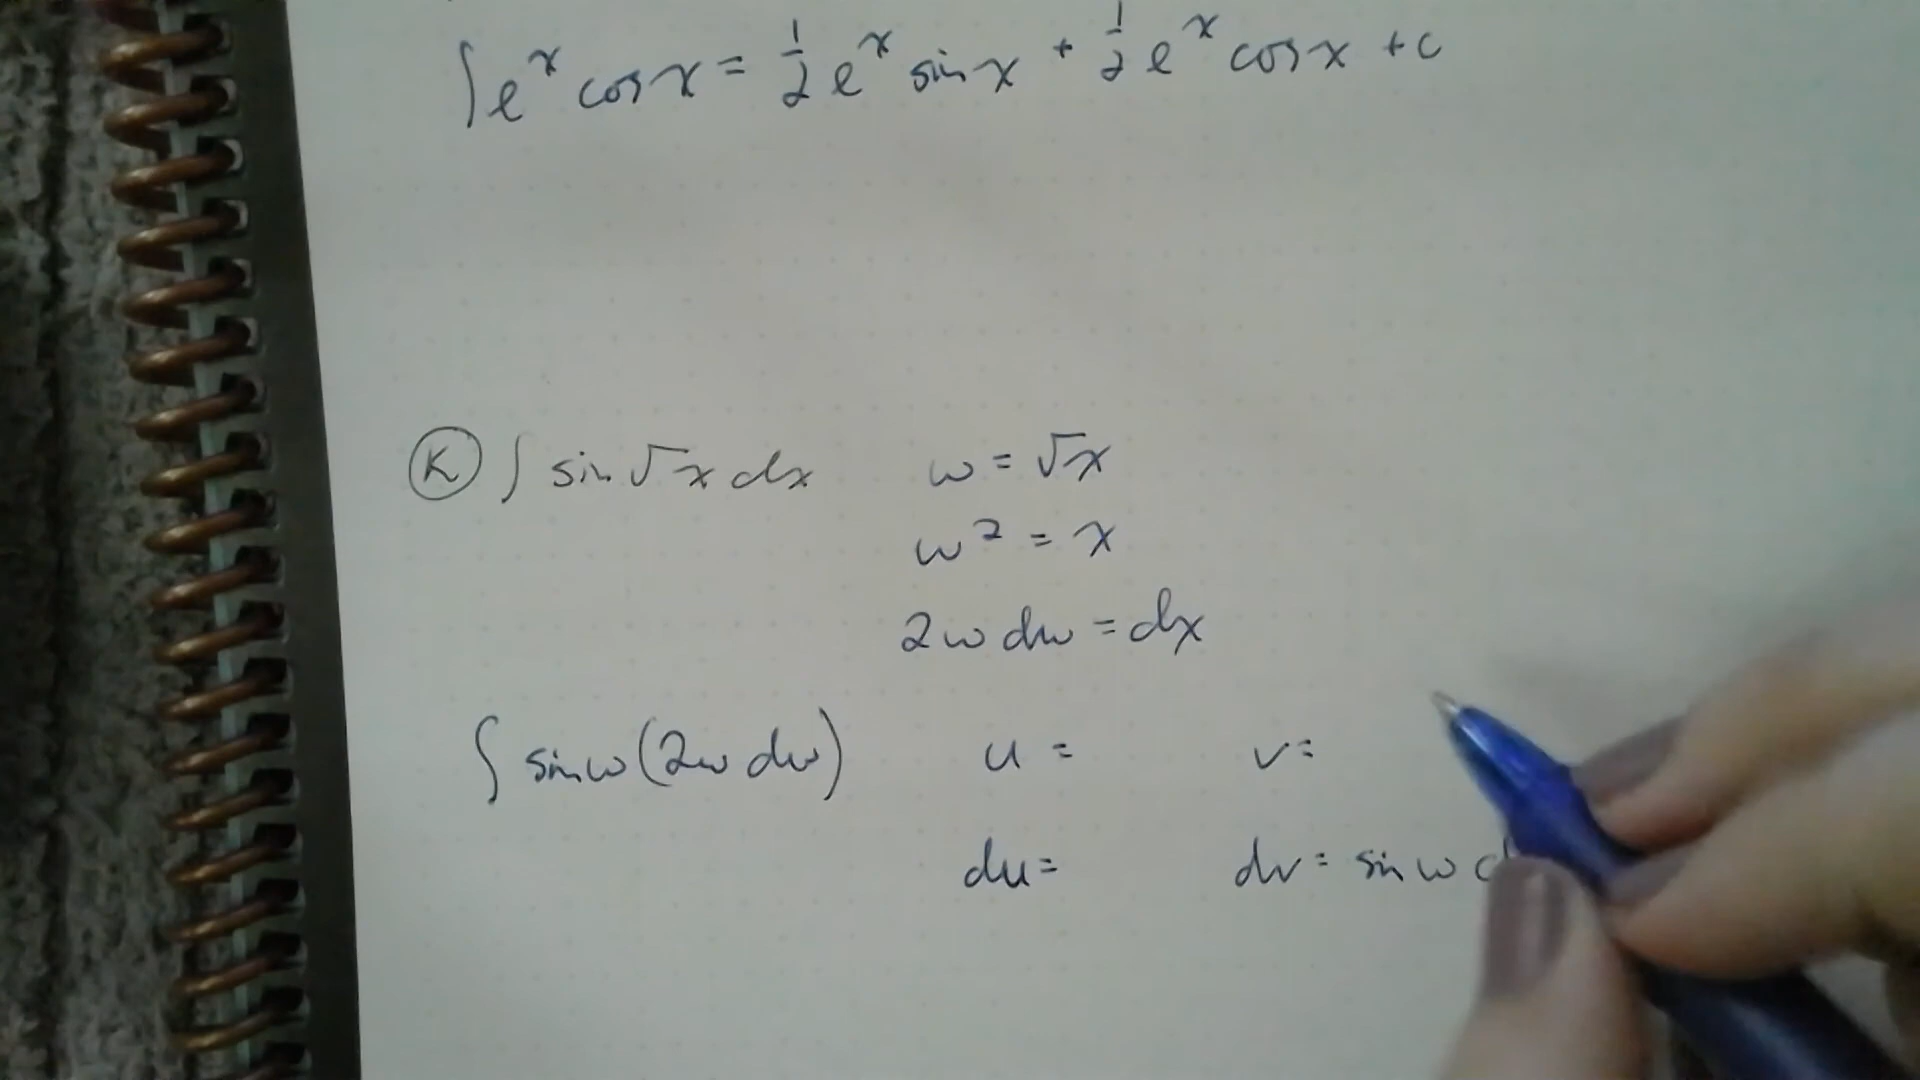 ∫ e^x cos x = 1/2 e^x sin x + 1/2 e^x cos x + c
(K) ∫ sin √x dx w = √x
w² = x
2w dw = dx
∫ sin w (2w dw) u = v =
du = dv = sin w d